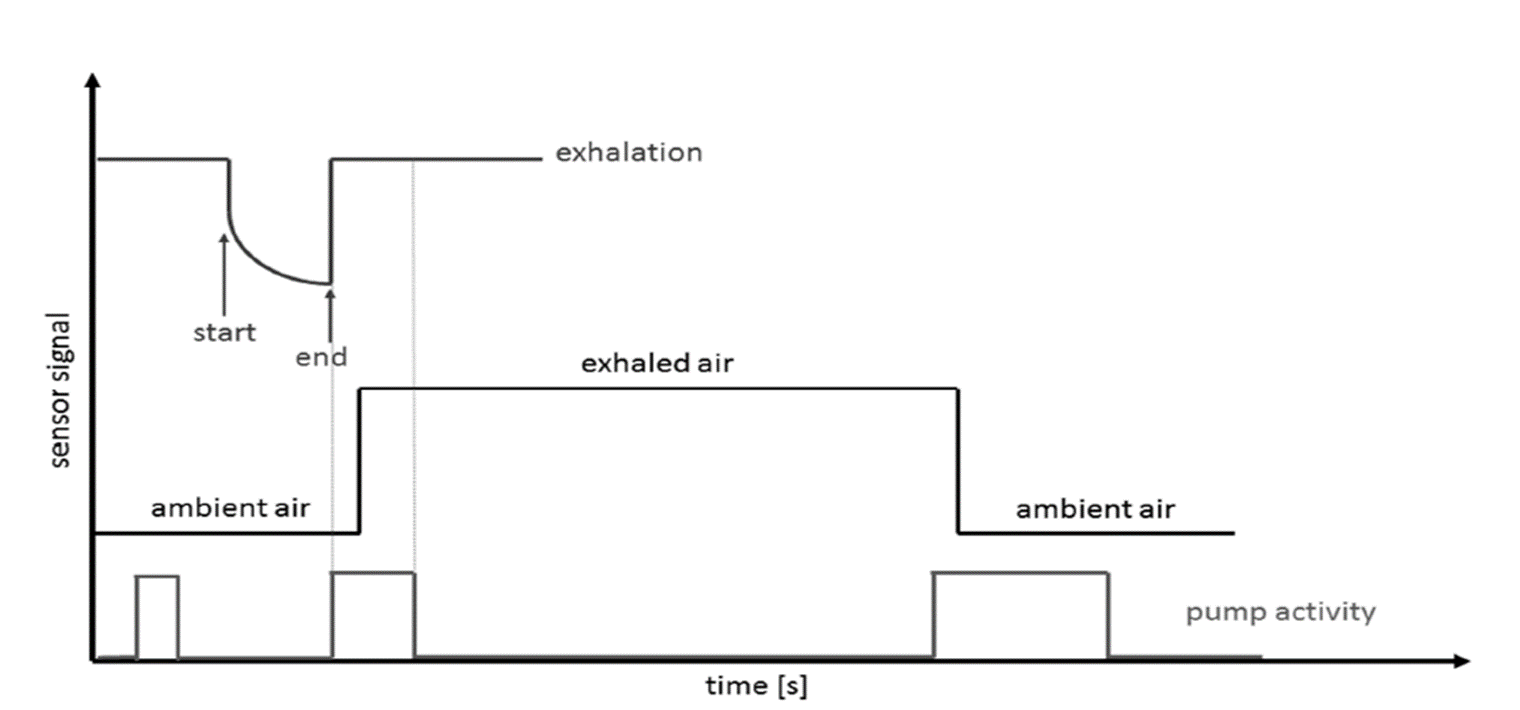 exhalation
start
end
sensor signal
exhaled air
ambient air
ambient air
pump activity
time [s]